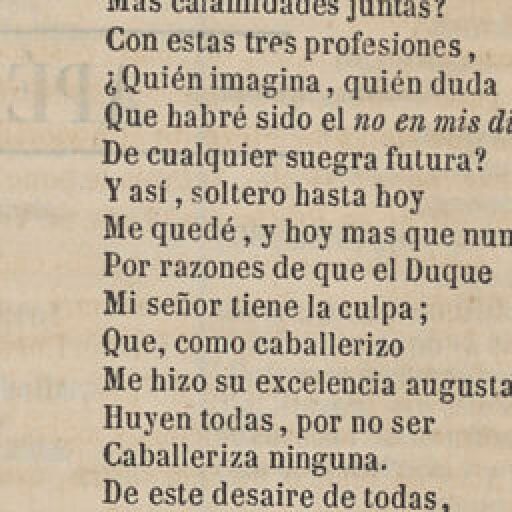 Mas calamidades juntas?
Con estas tres profesiones,
¿Quién imagina, quién duda
Que habré sido el no en mis di
De cualquier suegra futura?
Y así, soltero hasta hoy
Me quedé, y hoy mas que nun
Por razones de que el Duque
Mi señor tiene la culpa;
Que, como caballerizo
Me hizo su excelencia augusta
Huyen todas, por no ser
Caballeriza ninguna.
De este desaire de todas,